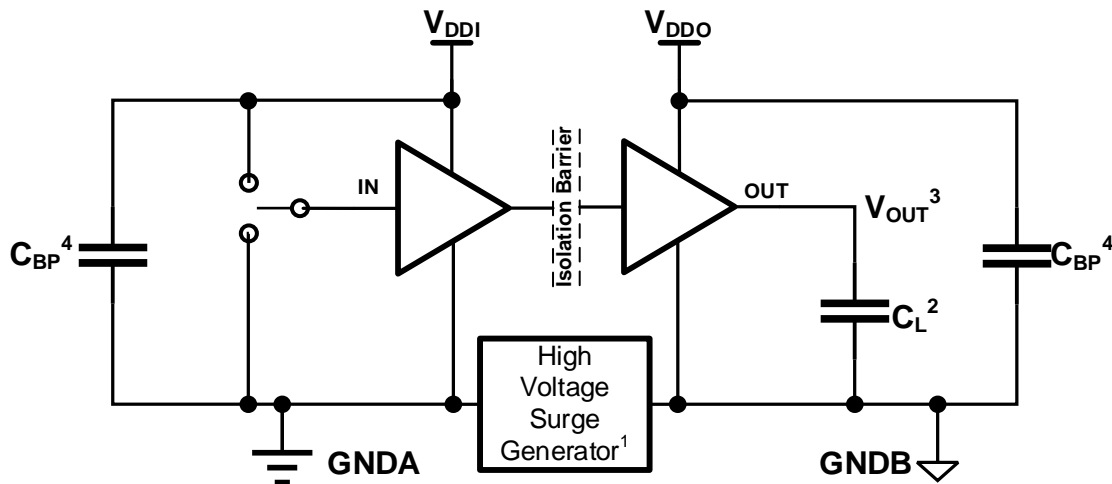 VDDI
VDDO
IN
Isolation Barrier
OUT
VOUT3
CBP4
CBP4
CL2
High
Voltage
Surge
Generator1
GNDA
GNDB